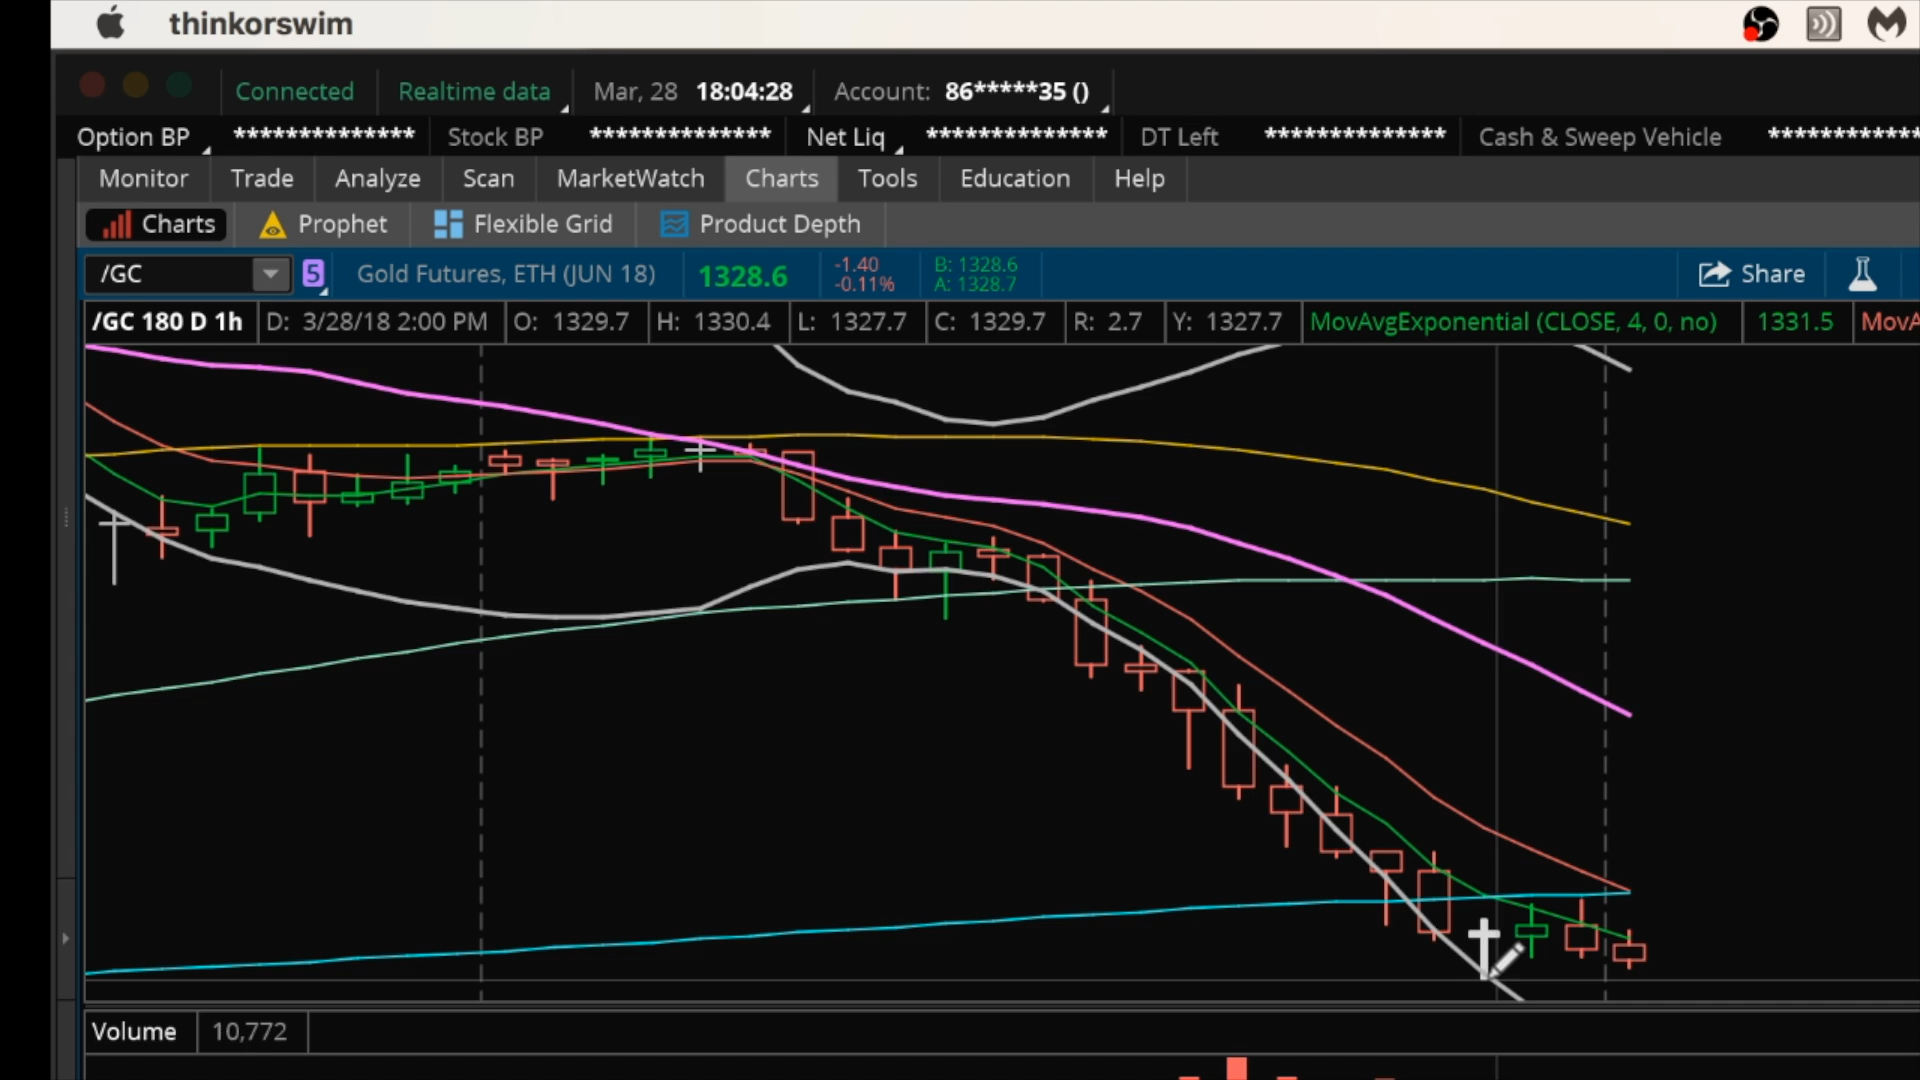 thinkorswim
Connected Realtime data Mar, 28 18:04:28 Account: 86*****35 ()
Option BP ************** Stock BP ************** Net Liq ************** DT Left ************** Cash & Sweep Vehicle ***********
Monitor Trade Analyze Scan MarketWatch Charts Tools Education Help
Charts Prophet Flexible Grid Product Depth
/GC 5 Gold Futures, ETH (JUN 18) 1328.6 -1.40 B: 1328.6 Share
-0.11% A: 1328.7
/GC 180 D 1h D: 3/28/18 2:00 PM O: 1329.7 H: 1330.4 L: 1327.7 C: 1329.7 R: 2.7 Y: 1327.7 MovAvgExponential (CLOSE, 4, 0, no) 1331.5 MovA
Volume 10,772